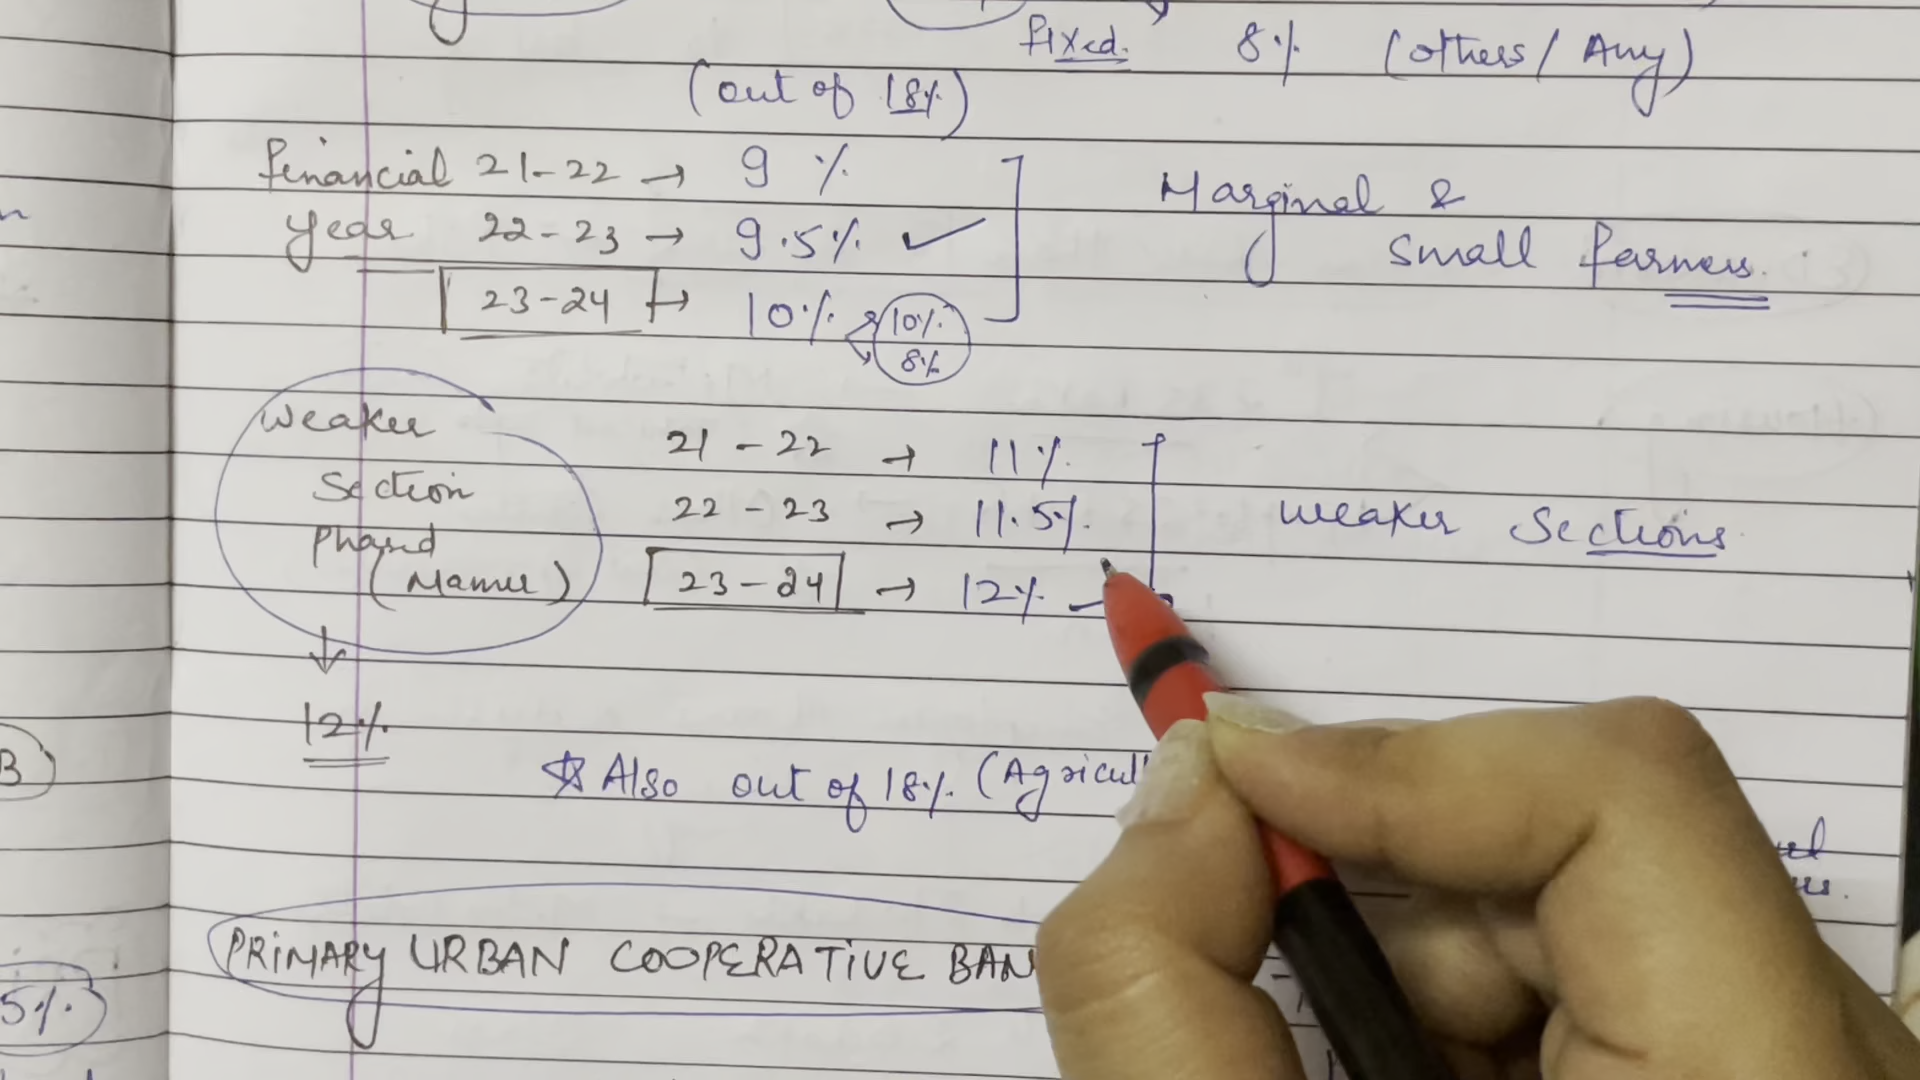 fixed. 8% (others/ Any)
(out of 18%)
financial 21-22 → 9 %
year 22-23 → 9.5% ✓
23-24 → 10% 10%
8%
Marginal &
Small farmers.
Weaker
Section
Phased
(Manner)
↓
12%
21 - 22 → 11%
22 - 23 → 11.5%
23 - 24 → 12%
Weaker Sections.
☆ Also out of 18% (Agricul
PRIMARY URBAN COOPERATIVE BAN
B
5%